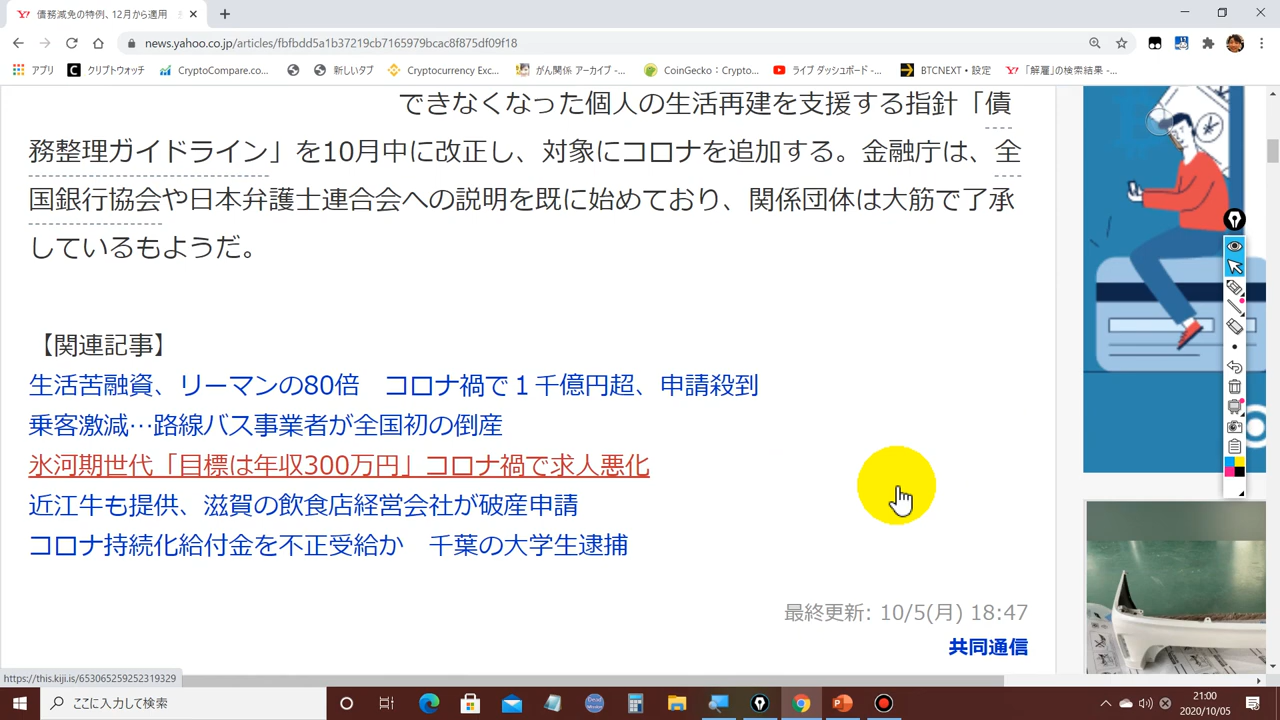 債務減免の特例、12月から適用
news.yahoo.co.jp/articles/fbfbdd5a1b37219cb7165979bcac8f875df09f18
アプリ
クリプトウォッチ
CryptoCompare.co...
新しいタブ
Cryptocurrency Exc...
がん関係 アーカイブ -...
CoinGecko：Crypto...
ライブ ダッシュボード -...
BTCNEXT・設定
「解雇」の検索結果 -...
できなくなった個人の生活再建を支援する指針「債
務整理ガイドライン」を10月中に改正し、対象にコロナを追加する。金融庁は、全
国銀行協会や日本弁護士連合会への説明を既に始めており、関係団体は大筋で了承
しているもようだ。
【関連記事】
生活苦融資、リーマンの80倍　コロナ禍で１千億円超、申請殺到
乗客激減…路線バス事業者が全国初の倒産
氷河期世代「目標は年収300万円」コロナ禍で求人悪化
近江牛も提供、滋賀の飲食店経営会社が破産申請
コロナ持続化給付金を不正受給か　千葉の大学生逮捕
最終更新: 10/5(月) 18:47
共同通信
https://this.kiji.is/653065259252319329
ここに入力して検索
21:00
2020/10/05